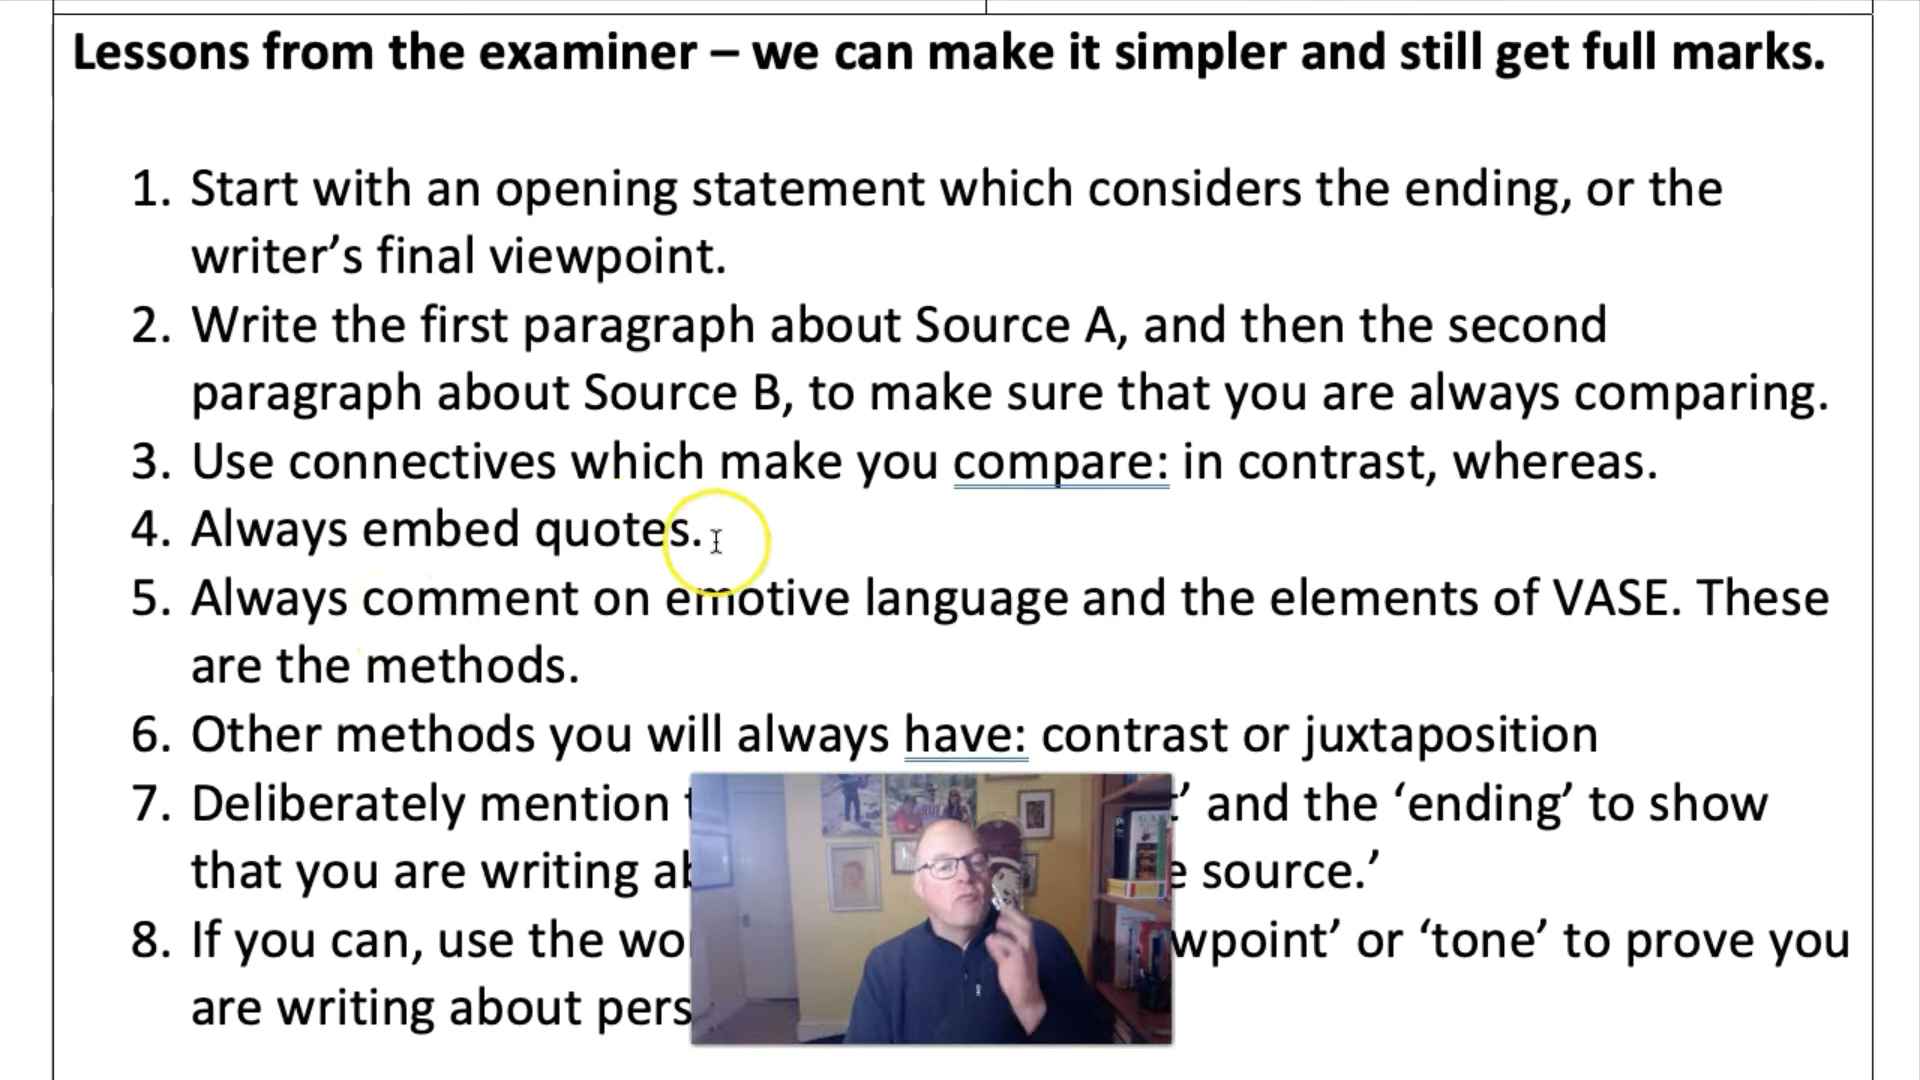 Lessons from the examiner – we can make it simpler and still get full marks.
1. Start with an opening statement which considers the ending, or the
writer’s final viewpoint.
2. Write the first paragraph about Source A, and then the second
paragraph about Source B, to make sure that you are always comparing.
3. Use connectives which make you compare: in contrast, whereas.
4. Always embed quotes.
5. Always comment on emotive language and the elements of VASE. These
are the methods.
6. Other methods you will always have: contrast or juxtaposition
7. Deliberately mention ’ and the ‘ending’ to show
that you are writing source.’
8. If you can, use the or ‘tone’ to prove you
are writing about